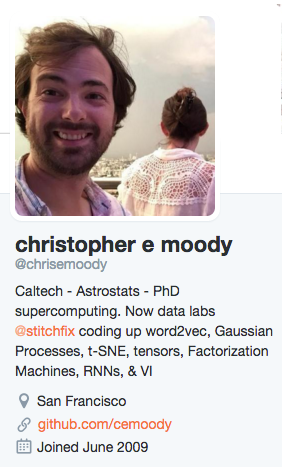 christopher e moody
@chrisemoody
Caltech - Astrostats - PhD
supercomputing. Now data labs
@stitchfix coding up word2vec, Gaussian
Processes, t-SNE, tensors, Factorization
Machines, RNNs, & VI
San Francisco
github.com/cemoody
Joined June 2009